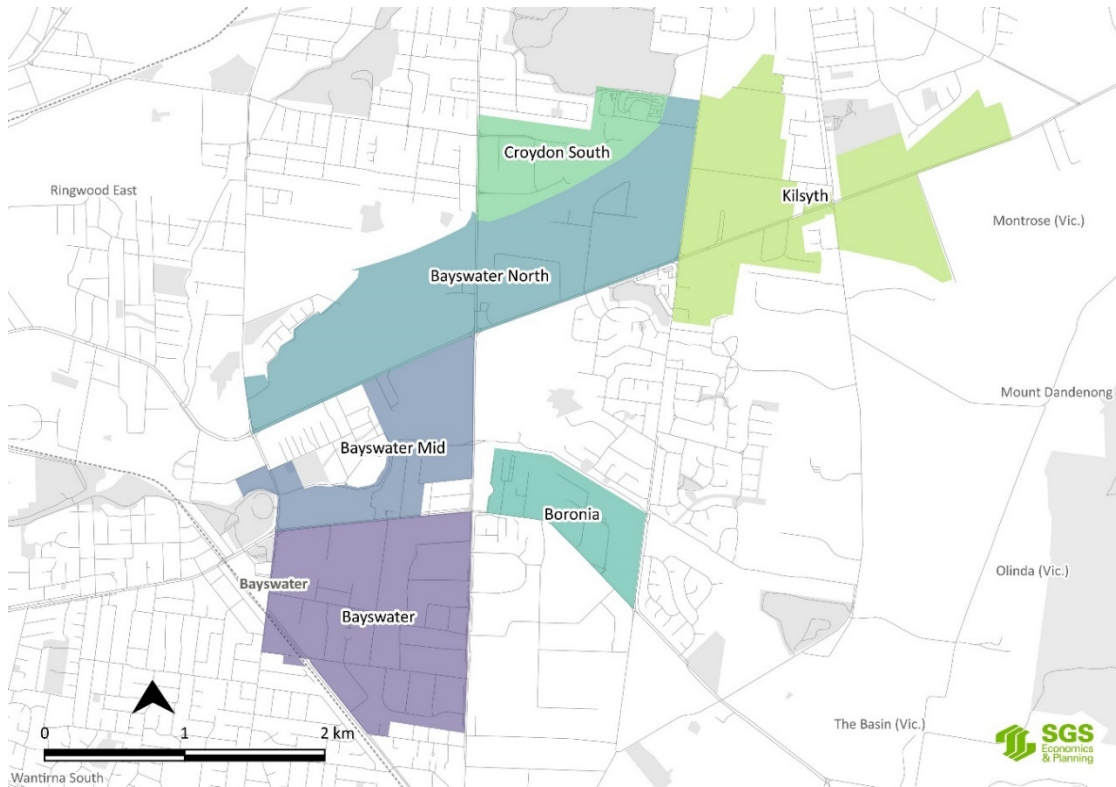 Croydon South
Ringwood East
Kilsyth
Montrose (Vic.)
Bayswater North
Mount Dandenong
Bayswater Mid
Boronia
Olinda (Vic.)
Bayswater
Bayswater
The Basin (Vic.)
0 1 2 km
SGS
Economics
& Planning
Wantirna South